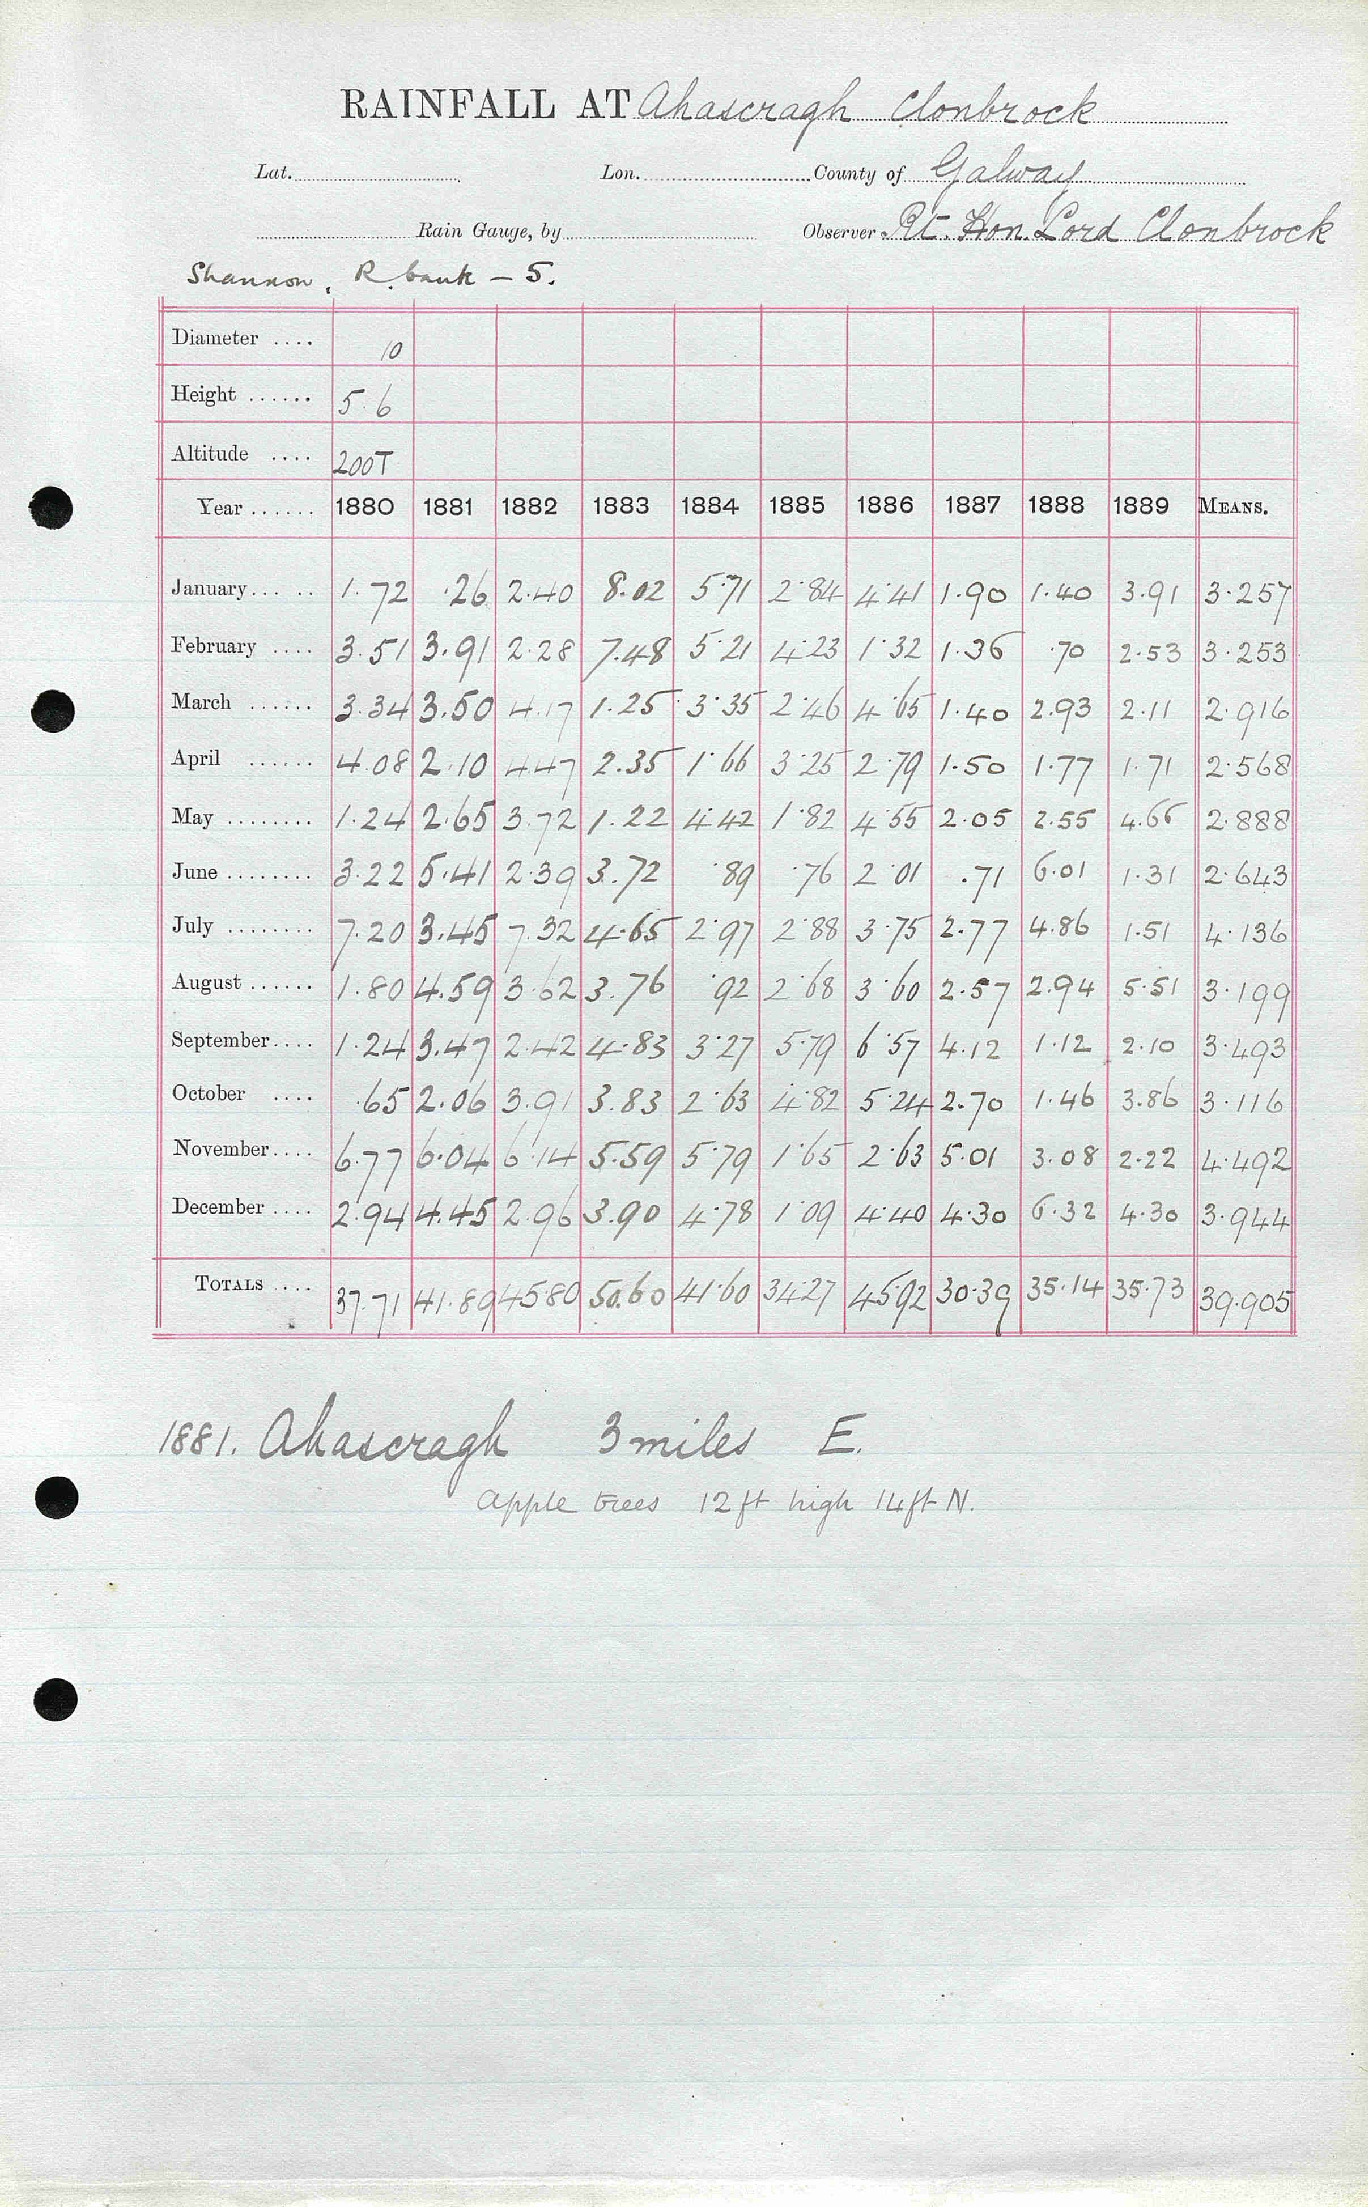 RAINFALL AT Ahascragh Clonbrock
Lat. Lon. County of Galway
Rain Gauge, by Observer Rt. Hon. Lord Clonbrock
Shannon, R. bank – 5.
Diameter .... 10
Height ...... 5.6
Altitude .... 200T
Year ...... 1880 1881 1882 1883 1884 1885 1886 1887 1888 1889 MEANS.
January ...... 1.72 .26 2.40 8.02 5.71 2.84 4.41 1.90 1.40 3.91 3.257
February .... 3.51 3.91 2.28 7.48 5.21 4.23 1.32 1.36 .70 2.53 3.253
March ...... 3.34 3.50 4.17 1.25 3.35 2.46 4.65 1.40 2.93 2.11 2.916
April ...... 4.08 2.10 4.47 2.35 1.66 3.25 2.79 1.50 1.77 1.71 2.568
May ........ 1.24 2.65 3.72 1.22 4.42 1.82 4.55 2.05 2.55 4.66 2.888
June ........ 3.22 5.41 2.39 3.72 .89 .76 2.01 .71 6.01 1.31 2.643
July ........ 7.20 3.45 7.32 4.65 2.97 2.88 3.75 2.77 4.86 1.51 4.136
August ...... 1.80 4.59 3.62 3.76 .92 2.68 3.60 2.57 2.94 5.51 3.199
September .... 1.24 3.47 2.42 4.83 3.27 5.79 6.57 4.12 1.12 2.10 3.493
October .... .65 2.06 3.91 3.83 2.63 4.82 5.24 2.70 1.46 3.86 3.116
November .... 6.77 6.04 6.14 5.59 5.79 1.65 2.63 5.01 3.08 2.22 4.492
December .... 2.94 4.45 2.96 3.90 4.78 1.09 4.40 4.30 6.32 4.30 3.944
TOTALS .... 37.71 41.89 45.80 50.60 41.60 34.27 45.92 30.39 35.14 35.73 39.905
1881. Ahascragh 3 miles E.
apple trees 12 ft high 14 ft N.